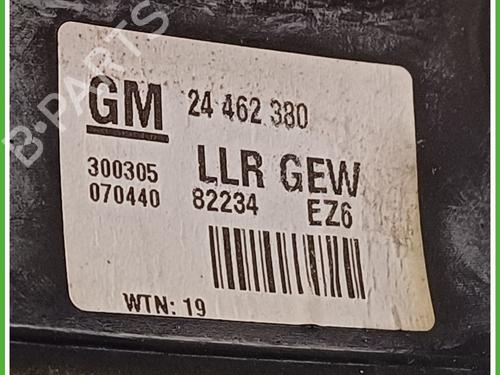 B-PARTS
GM 24 462 380
300305 LLR GEW
070440 82234 EZ6
WTN: 19